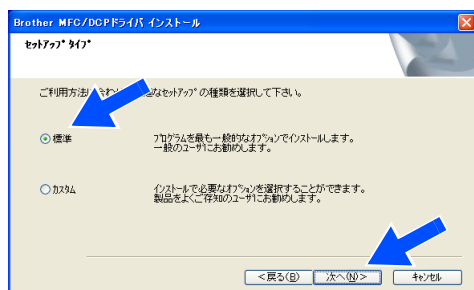 Brother MFC/DCPドライバ インストール
セットアップ タイプ
ご利用方法に合わ なセットアップの種類を選択して下さい。
標準
プログラムを最も一般的なオプションでインストールします。
一般のユーザにお勧めします。
カスタム
インストールで必要なオプションを選択することができます。
製品をよくご存知のユーザにお勧めします。
<戻る(B) 次へ(N)> キャンセル